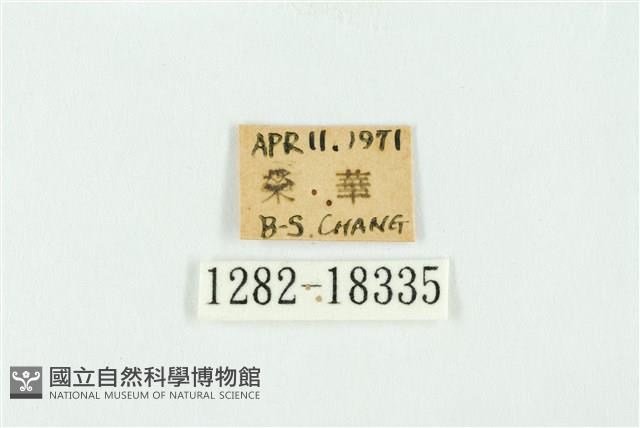 APR 11. 1971
榮 華
B-S. CHANG
1282-18335
國立自然科學博物館
NATIONAL MUSEUM OF NATURAL SCIENCE